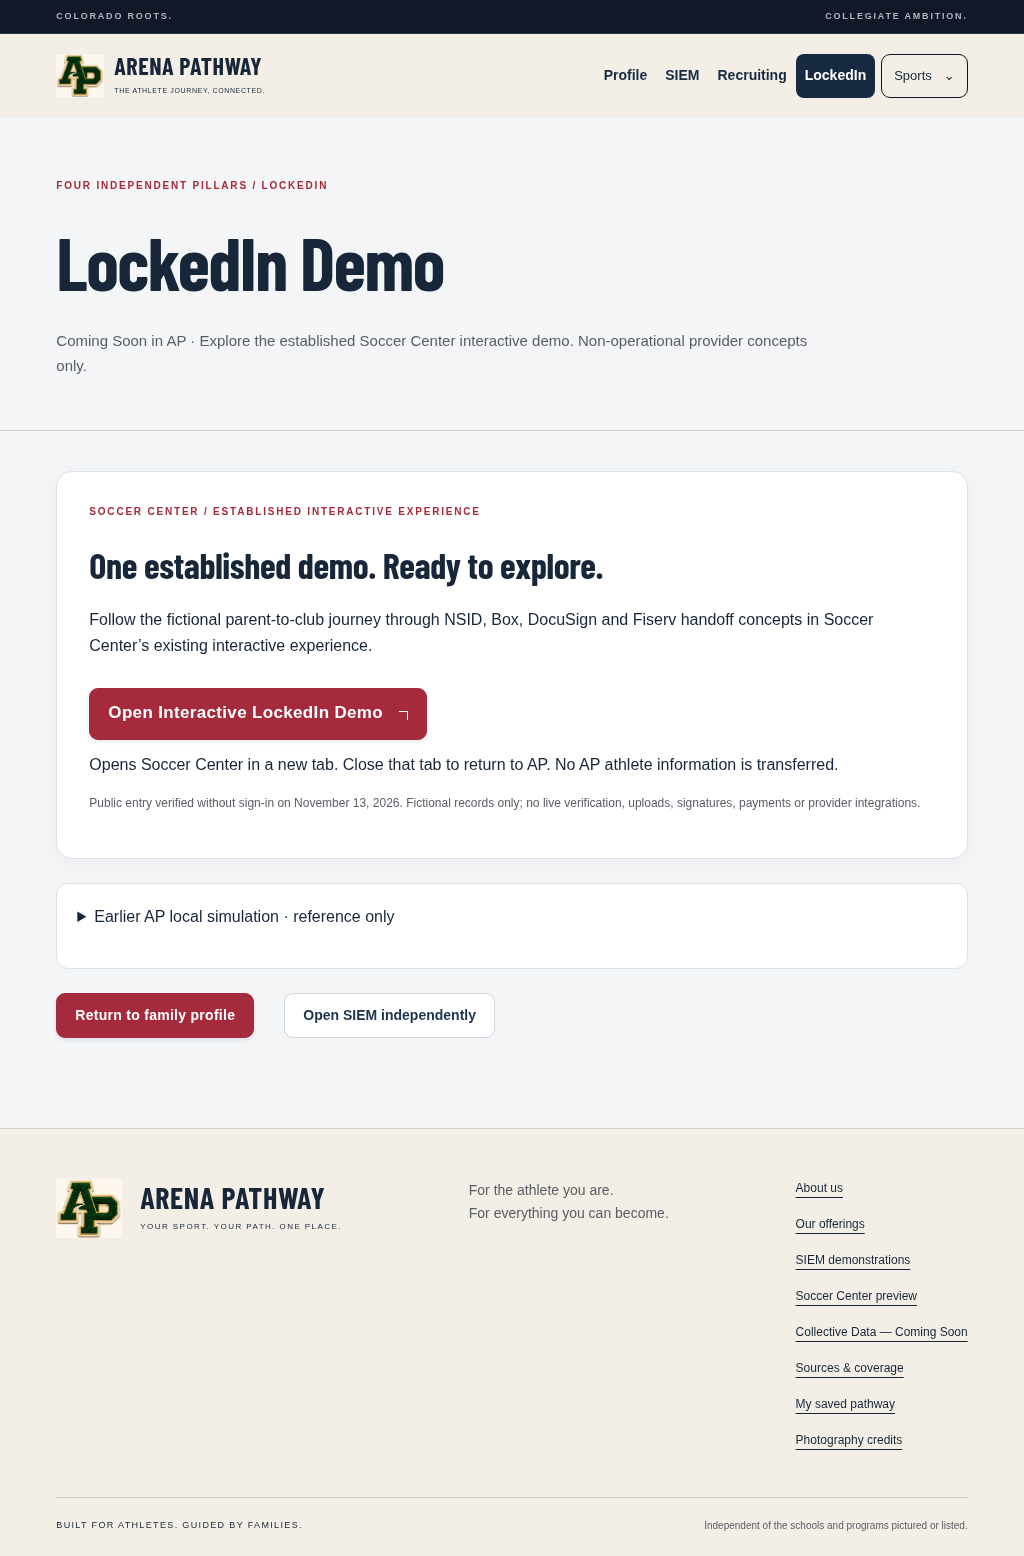 COLORADO ROOTS.
COLLEGIATE AMBITION.
AP
ARENA PATHWAY
THE ATHLETE JOURNEY, CONNECTED.
Profile
SIEM
Recruiting
LockedIn
Sports
FOUR INDEPENDENT PILLARS / LOCKEDIN
LockedIn Demo
Coming Soon in AP · Explore the established Soccer Center interactive demo. Non-operational provider concepts
only.
SOCCER CENTER / ESTABLISHED INTERACTIVE EXPERIENCE
One established demo. Ready to explore.
Follow the fictional parent-to-club journey through NSID, Box, DocuSign and Fiserv handoff concepts in Soccer
Center’s existing interactive experience.
Open Interactive LockedIn Demo
Opens Soccer Center in a new tab. Close that tab to return to AP. No AP athlete information is transferred.
Public entry verified without sign-in on November 13, 2026. Fictional records only; no live verification, uploads, signatures, payments or provider integrations.
Earlier AP local simulation · reference only
Return to family profile
Open SIEM independently
AP
ARENA PATHWAY
YOUR SPORT. YOUR PATH. ONE PLACE.
For the athlete you are.
For everything you can become.
About us
Our offerings
SIEM demonstrations
Soccer Center preview
Collective Data — Coming Soon
Sources & coverage
My saved pathway
Photography credits
BUILT FOR ATHLETES. GUIDED BY FAMILIES.
Independent of the schools and programs pictured or listed.